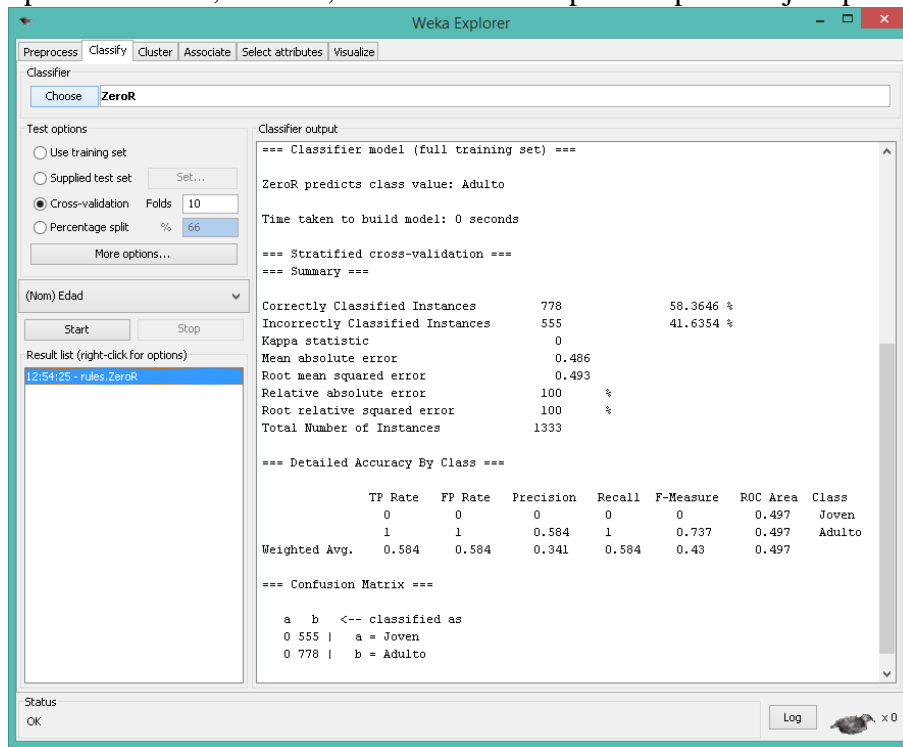 Weka Explorer
Preprocess Classify Cluster Associate Select attributes Visualize
Classifier
Choose ZeroR
Test options
Use training set
Supplied test set Set...
Cross-validation Folds 10
Percentage split % 66
More options...
(Nom) Edad
Start Stop
Result list (right-click for options)
12:54:25 - rules.ZeroR
Classifier output
=== Classifier model (full training set) ===
ZeroR predicts class value: Adulto
Time taken to build model: 0 seconds
=== Stratified cross-validation ===
=== Summary ===
Correctly Classified Instances 778 58.3646 %
Incorrectly Classified Instances 555 41.6354 %
Kappa statistic 0
Mean absolute error 0.486
Root mean squared error 0.493
Relative absolute error 100 %
Root relative squared error 100 %
Total Number of Instances 1333
=== Detailed Accuracy By Class ===
TP Rate FP Rate Precision Recall F-Measure ROC Area Class
0 0 0 0 0 0.497 Joven
1 1 0.584 1 0.737 0.497 Adulto
Weighted Avg. 0.584 0.584 0.341 0.584 0.43 0.497
=== Confusion Matrix ===
a b <-- classified as
0 555 | a = Joven
0 778 | b = Adulto
Status
OK
Log
x 0